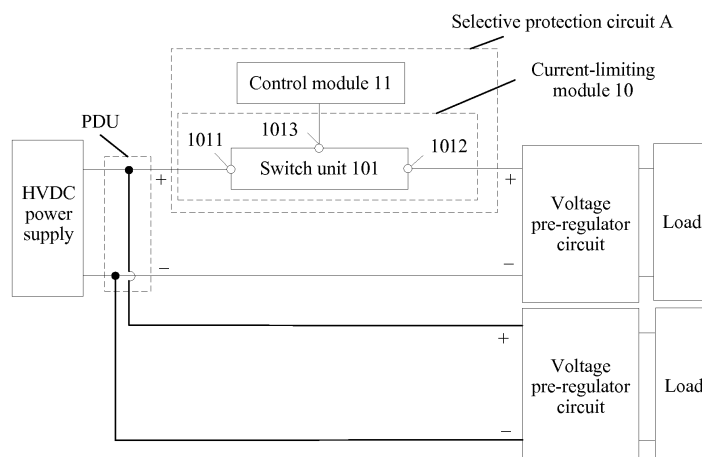 Selective protection circuit A
Control module 11
Current-limiting
module 10
PDU
1011
1013
1012
Switch unit 101
+
+
HVDC
power
supply
Voltage
pre-regulator
circuit
Load
−
−
+
Voltage
pre-regulator
circuit
Load
−